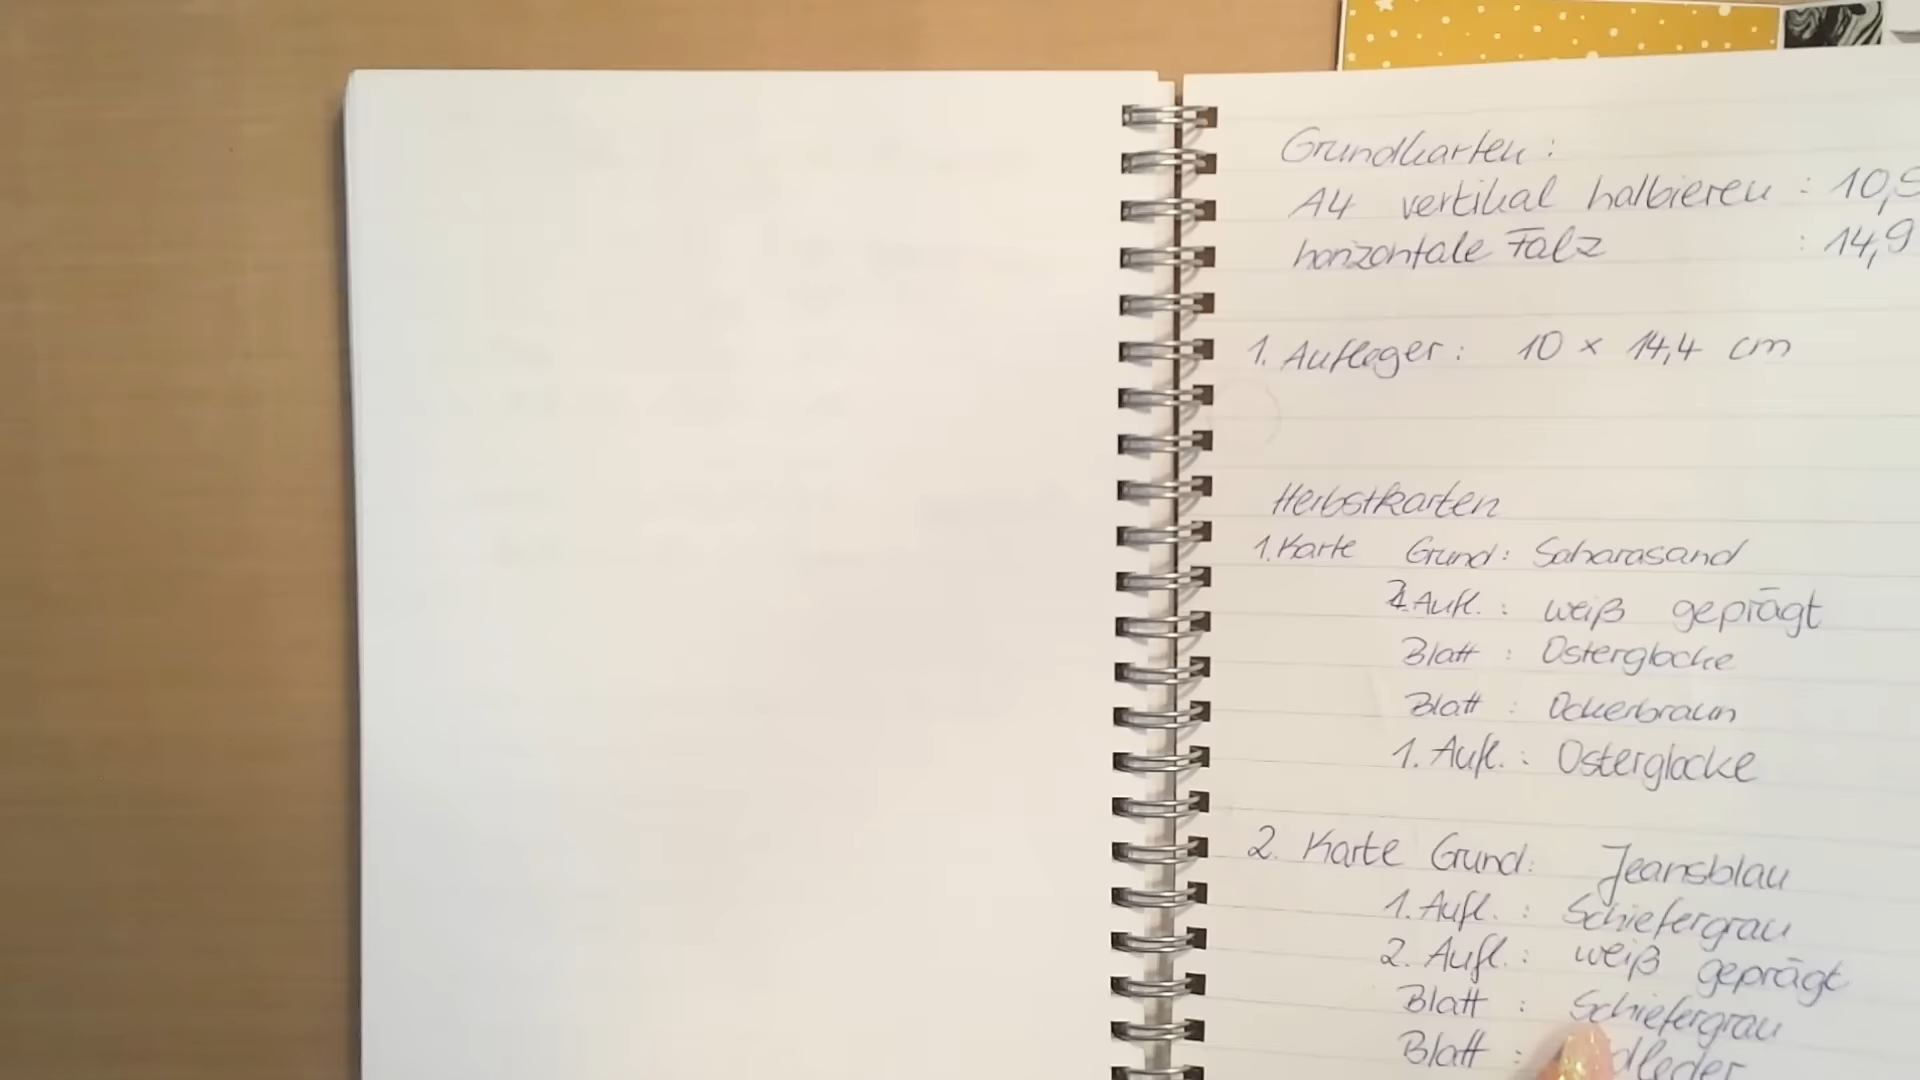 Grundkarten :
A4 vertikal halbieren : 10,5
horizontale Falz : 14,9
1. Aufleger : 10 x 14,4 cm
Herbstkarten
1. Karte Grund : Saharasand
2. Aufl. : weiß geprägt
Blatt : Osterglocke
Blatt : Ockerbraun
1. Aufl. : Osterglocke
2. Karte Grund : Jeansblau
1. Aufl. : Schiefergrau
2. Aufl. : weiß geprägt
Blatt : Schiefergrau
Blatt :